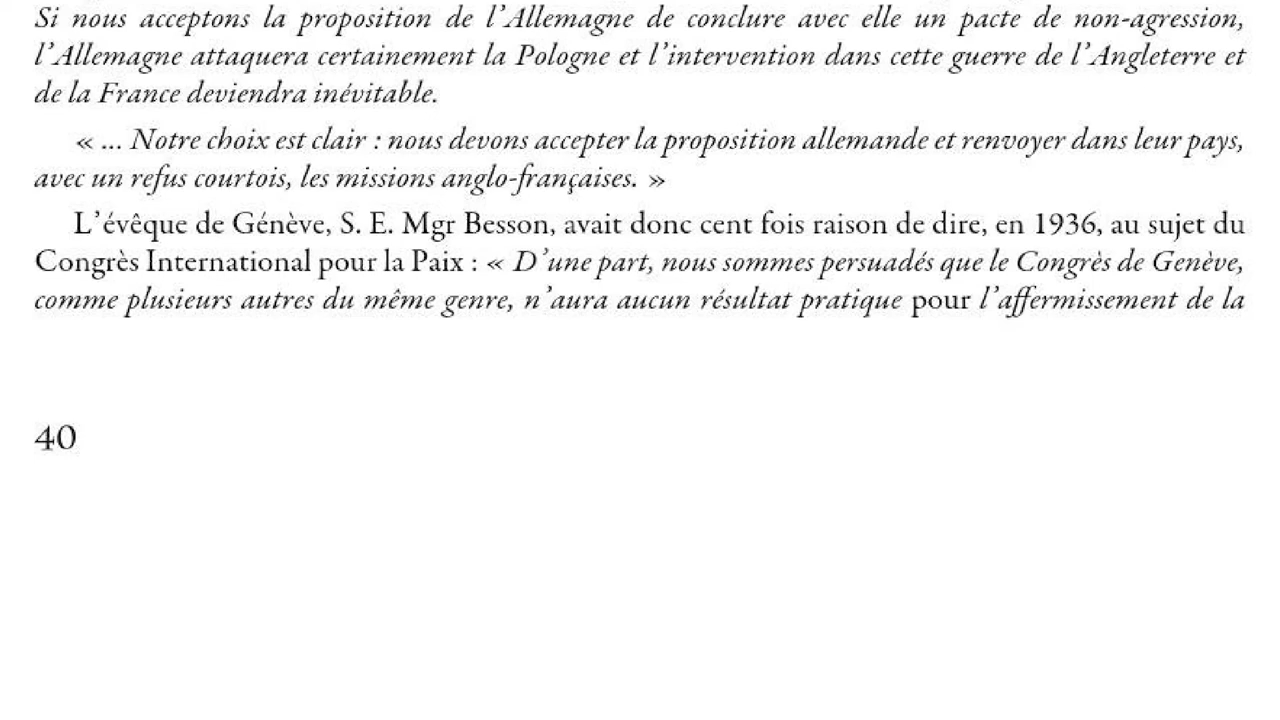 Si nous acceptons la proposition de l’Allemagne de conclure avec elle un pacte de non-agression,
l’Allemagne attaquera certainement la Pologne et l’intervention dans cette guerre de l’Angleterre et
de la France deviendra inévitable.
« ... Notre choix est clair : nous devons accepter la proposition allemande et renvoyer dans leur pays,
avec un refus courtois, les missions anglo-françaises. »
L’évêque de Génève, S. E. Mgr Besson, avait donc cent fois raison de dire, en 1936, au sujet du
Congrès International pour la Paix : « D’une part, nous sommes persuadés que le Congrès de Genève,
comme plusieurs autres du même genre, n’aura aucun résultat pratique pour l’affermissement de la
40